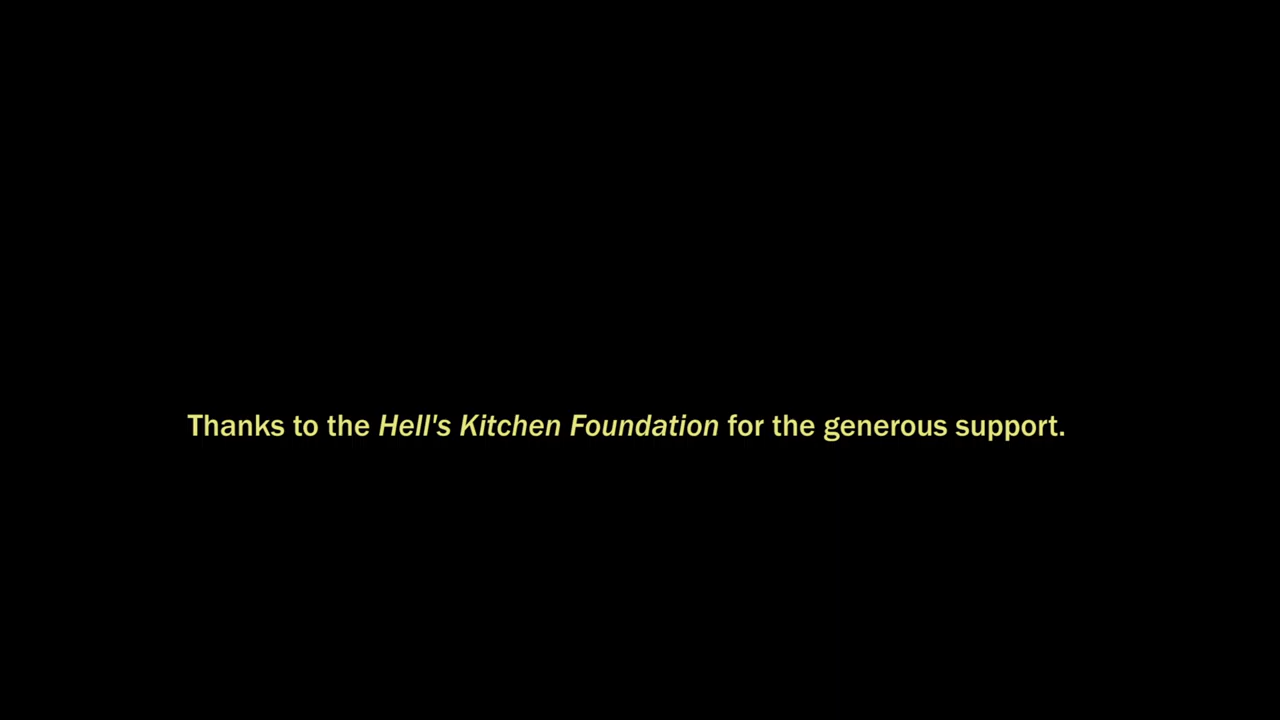 Thanks to the Hell's Kitchen Foundation for the generous support.